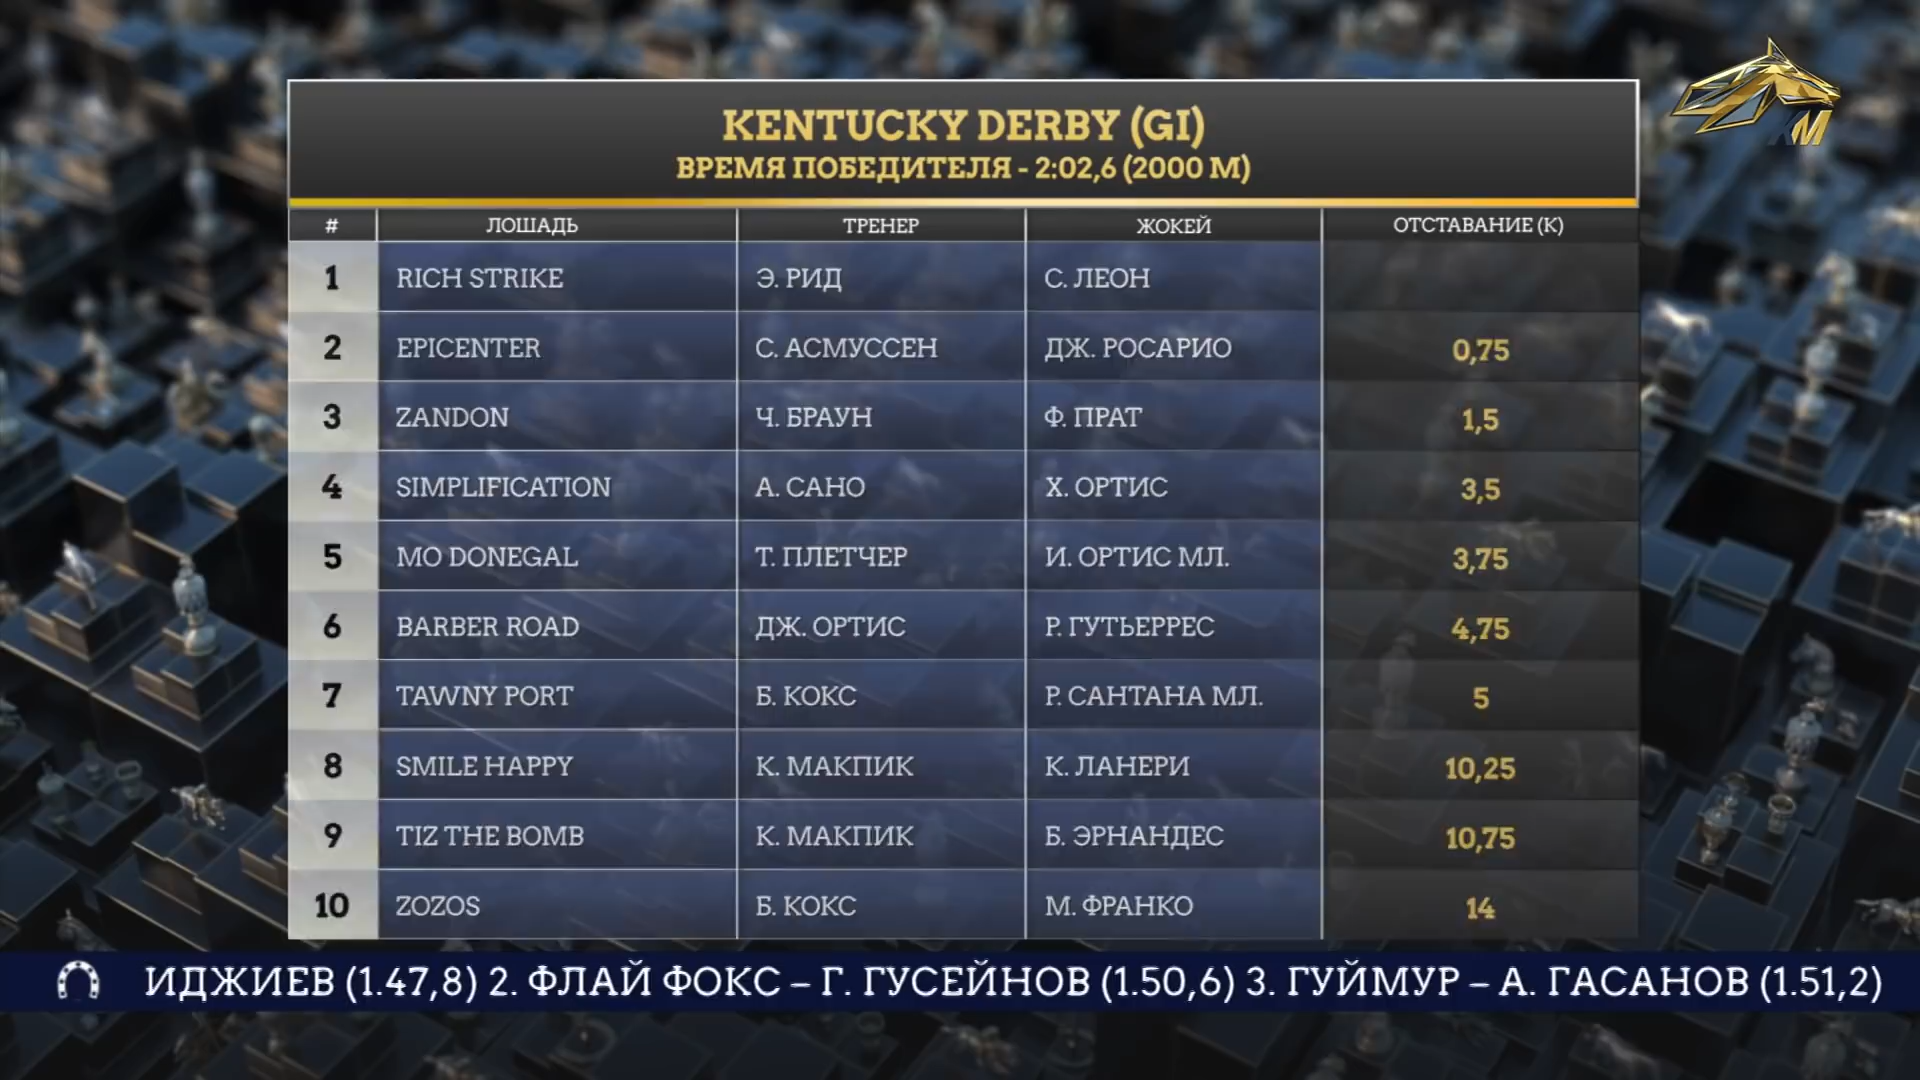 KENTUCKY DERBY (GI)
ВРЕМЯ ПОБЕДИТЕЛЯ - 2:02,6 (2000 М)
# ЛОШАДЬ ТРЕНЕР ЖОКЕЙ ОТСТАВАНИЕ (К)
1 RICH STRIKE Э. РИД С. ЛЕОН
2 EPICENTER С. АСМУССЕН ДЖ. РОСАРИО 0,75
3 ZANDON Ч. БРАУН Ф. ПРАТ 1,5
4 SIMPLIFICATION А. САНО Х. ОРТИС 3,5
5 MO DONEGAL Т. ПЛЕТЧЕР И. ОРТИС МЛ. 3,75
6 BARBER ROAD ДЖ. ОРТИС Р. ГУТЬЕРРЕС 4,75
7 TAWNY PORT Б. КОКС Р. САНТАНА МЛ. 5
8 SMILE HAPPY К. МАКПИК К. ЛАНЕРИ 10,25
9 TIZ THE BOMB К. МАКПИК Б. ЭРНАНДЕС 10,75
10 ZOZOS Б. КОКС М. ФРАНКО 14
ИДЖИЕВ (1.47,8) 2. ФЛАЙ ФОКС – Г. ГУСЕЙНОВ (1.50,6) 3. ГУЙМУР – А. ГАСАНОВ (1.51,2)